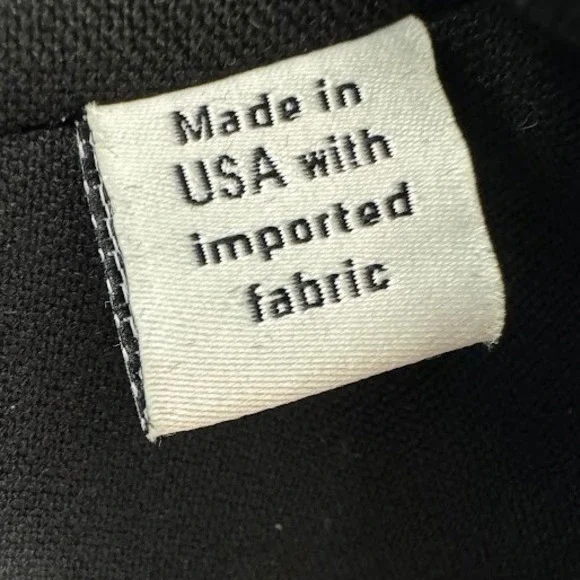 Made in
USA with
imported
fabric